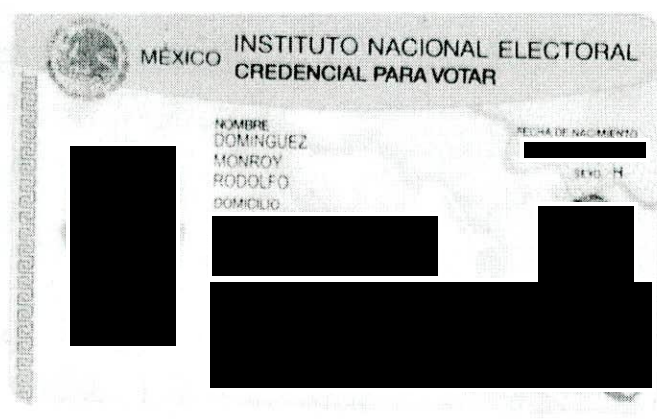 MÉXICO
INSTITUTO NACIONAL ELECTORAL
CREDENCIAL PARA VOTAR
NOMBRE
DOMINGUEZ
MONROY
RODOLFO
DOMICILIO
FECHA DE NACIMIENTO
SEXO H